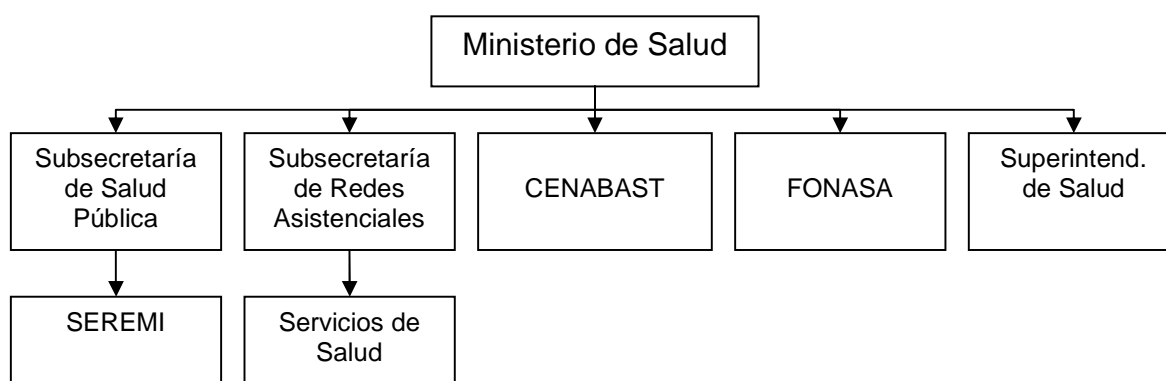 Ministerio de Salud
Subsecretaría
de Salud
Pública
Subsecretaría
de Redes
Asistenciales
CENABAST
FONASA
Superintend.
de Salud
SEREMI
Servicios de
Salud